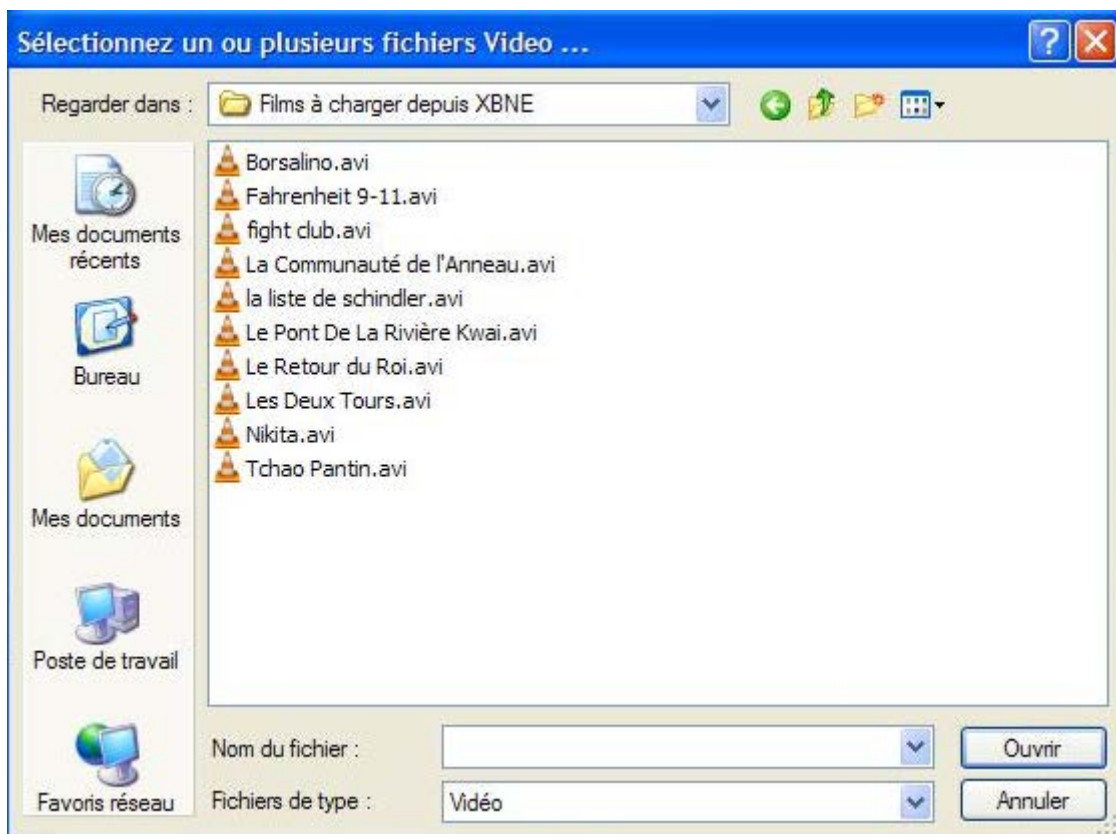 Sélectionnez un ou plusieurs fichiers Video ...
Regarder dans :
Films à charger depuis XBNE
Mes documents
récents
Bureau
Mes documents
Poste de travail
Favoris réseau
Borsalino.avi
Fahrenheit 9-11.avi
fight club.avi
La Communauté de l'Anneau.avi
la liste de schindler.avi
Le Pont De La Rivière Kwai.avi
Le Retour du Roi.avi
Les Deux Tours.avi
Nikita.avi
Tchao Pantin.avi
Nom du fichier :
Ouvrir
Fichiers de type :
Vidéo
Annuler